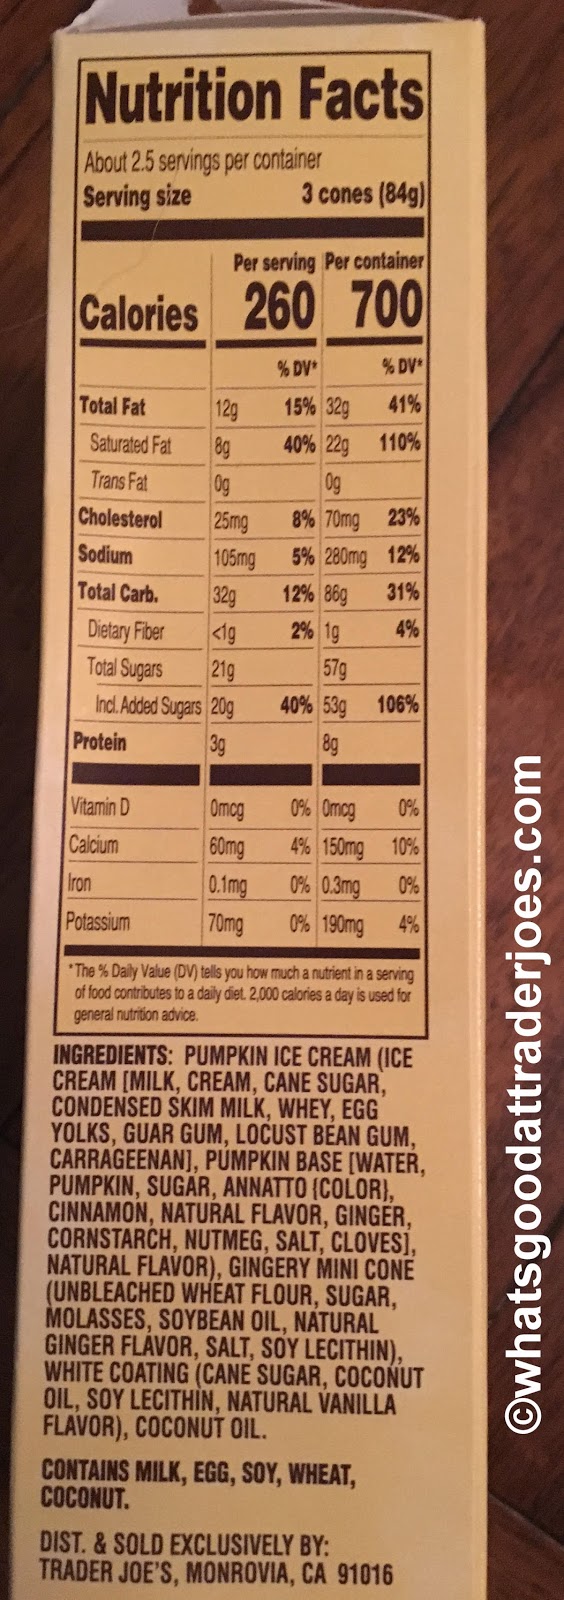 Nutrition Facts
About 2.5 servings per container
Serving size 3 cones (84g)
Per serving Per container
Calories 260 700
% DV* % DV*
Total Fat 12g 15% 32g 41%
Saturated Fat 8g 40% 22g 110%
Trans Fat 0g 0g
Cholesterol 25mg 8% 70mg 23%
Sodium 105mg 5% 280mg 12%
Total Carb. 32g 12% 86g 31%
Dietary Fiber <1g 2% 1g 4%
Total Sugars 21g 57g
Incl. Added Sugars 20g 40% 53g 106%
Protein 3g 8g
Vitamin D 0mcg 0% 0mcg 0%
Calcium 60mg 4% 150mg 10%
Iron 0.1mg 0% 0.3mg 0%
Potassium 70mg 0% 190mg 4%
*The % Daily Value (DV) tells you how much a nutrient in a serving
of food contributes to a daily diet. 2,000 calories a day is used for
general nutrition advice.
INGREDIENTS: PUMPKIN ICE CREAM (ICE
CREAM [MILK, CREAM, CANE SUGAR,
CONDENSED SKIM MILK, WHEY, EGG
YOLKS, GUAR GUM, LOCUST BEAN GUM,
CARRAGEENAN], PUMPKIN BASE [WATER,
PUMPKIN, SUGAR, ANNATTO {COLOR},
CINNAMON, NATURAL FLAVOR, GINGER,
CORNSTARCH, NUTMEG, SALT, CLOVES],
NATURAL FLAVOR), GINGERY MINI CONE
(UNBLEACHED WHEAT FLOUR, SUGAR,
MOLASSES, SOYBEAN OIL, NATURAL
GINGER FLAVOR, SALT, SOY LECITHIN),
WHITE COATING (CANE SUGAR, COCONUT
OIL, SOY LECITHIN, NATURAL VANILLA
FLAVOR), COCONUT OIL.
CONTAINS MILK, EGG, SOY, WHEAT,
COCONUT.
DIST. & SOLD EXCLUSIVELY BY:
TRADER JOE'S, MONROVIA, CA 91016
©whatsgoodattraderjoes.com